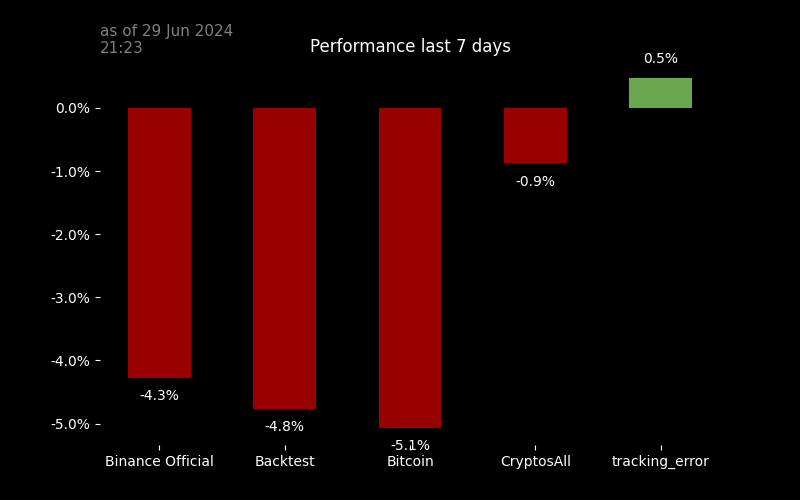 as of 29 Jun 2024
21:23
Performance last 7 days
0.5%
0.0%
-1.0%
-0.9%
-2.0%
-3.0%
-4.0%
-4.3%
-5.0%
-4.8%
-5.1%
Binance Official
Backtest
Bitcoin
CryptosAll
tracking_error